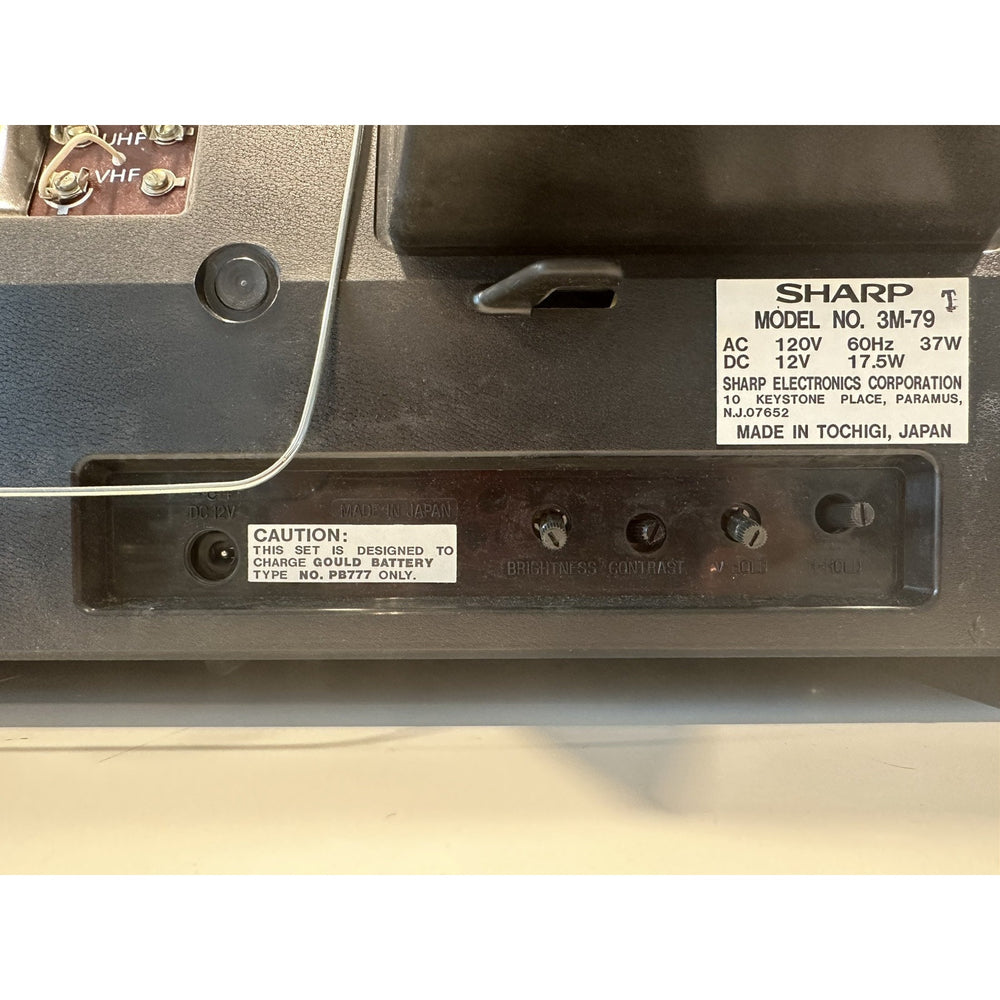 UHF
VHF
SHARP
T
MODEL NO. 3M-79
AC 120V 60Hz 37W
DC 12V 17.5W
SHARP ELECTRONICS CORPORATION
10 KEYSTONE PLACE, PARAMUS,
N.J.07652
MADE IN TOCHIGI, JAPAN
DC 12V
MADE IN JAPAN
CAUTION:
THIS SET IS DESIGNED TO
CHARGE GOULD BATTERY
TYPE NO. PB777 ONLY.
BRIGHTNESS CONTRAST V HOLD